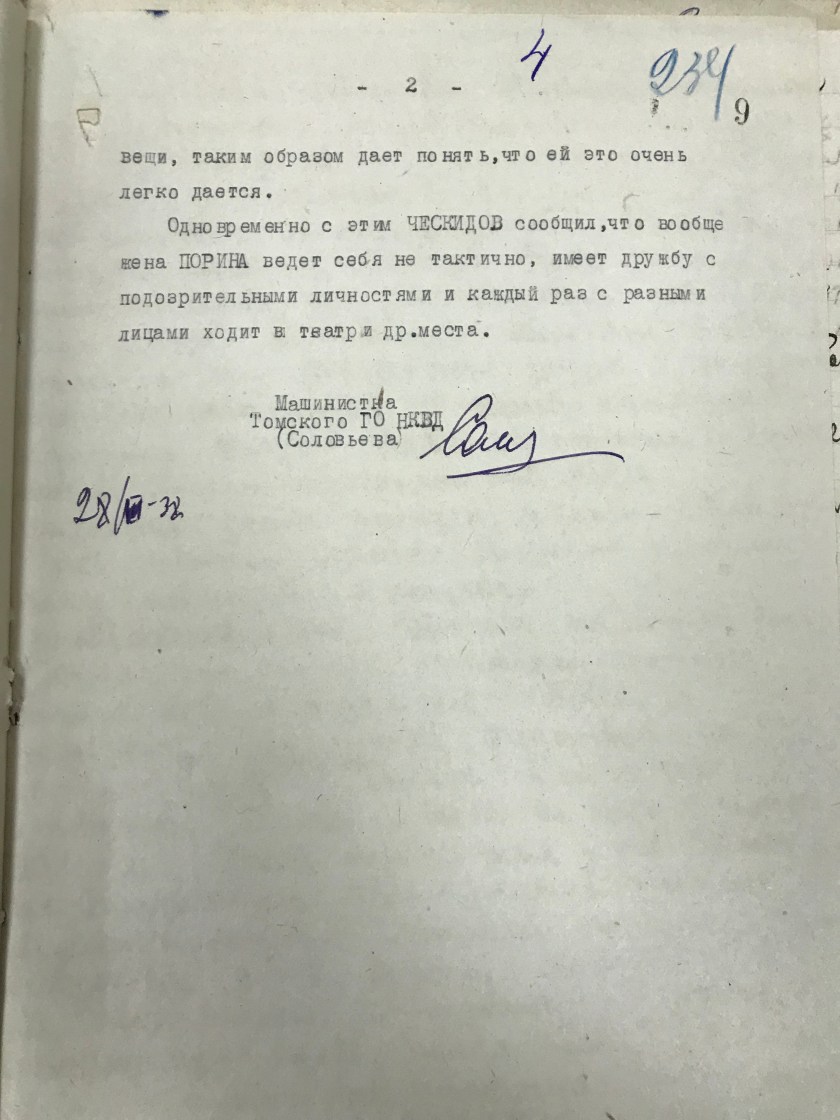 4
234
- 2 -
9
вещи, таким образом дает понять,что ей это очень
легко дается.
Одновременно с этим ЧЕСКИДОВ сообщил,что вообще
жена ПОРИНА ведет себя не тактично, имеет дружбу с
подозрительными личностями и каждый раз с разными
лицами ходит в театр и др.места.
Машинистка
Томского ГО НКВД
(Соловьева)